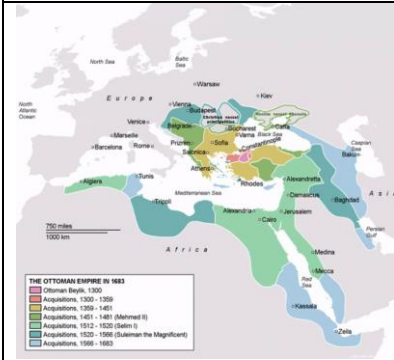 North Sea
Baltic Sea
Warsaw
Kiev
North Atlantic Ocean
Europe
Vienna
Budapest
Christian vassal principalities
Venice
Belgrade
Bucharest
Caffa
Marseille
Varna
Black Sea
Prizren
Sofia
Constantinople
Caspian Sea
Barcelona
Rome
Salonica
Baku
Athens
Algiers
Tunis
Rhodes
Alexandretta
Asia
Mediterranean Sea
Damascus
Baghdad
Tripoli
Alexandria
Jerusalem
Cairo
Persian Gulf
750 miles
1000 km
Africa
Medina
Red Sea
Mecca
THE OTTOMAN EMPIRE IN 1683
Ottoman Beylik, 1300
Acquisitions, 1300 - 1359
Acquisitions, 1359 - 1451
Acquisitions, 1451 - 1481 (Mehmed II)
Acquisitions, 1512 - 1520 (Selim I)
Acquisitions, 1520 - 1566 (Suleiman the Magnificent)
Acquisitions, 1566 - 1683
Kassala
Zeila